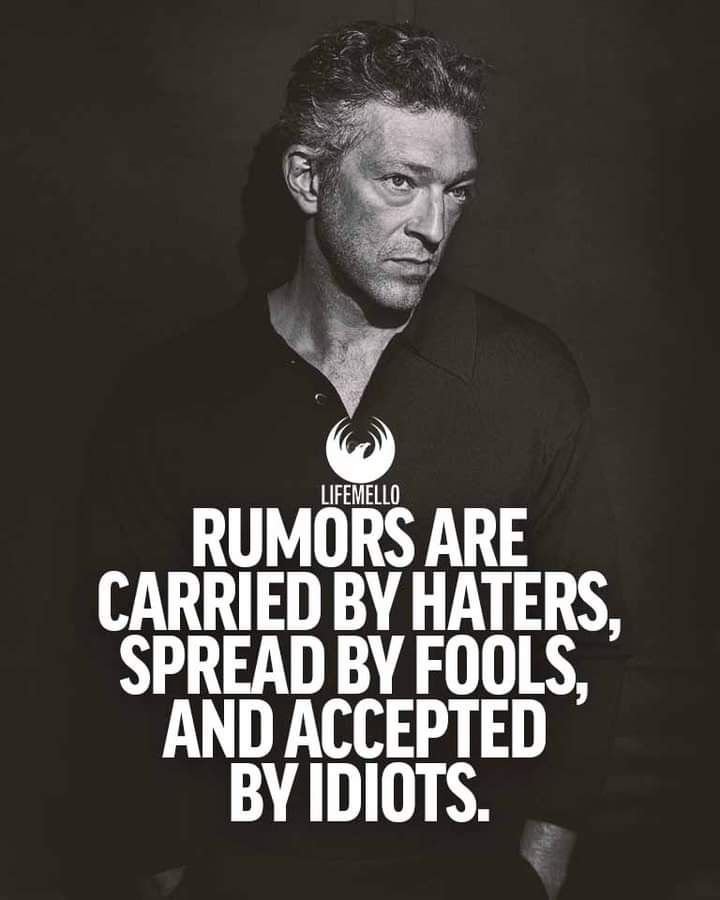 LIFEMELLO
RUMORS ARE
CARRIED BY HATERS,
SPREAD BY FOOLS,
AND ACCEPTED
BY IDIOTS.